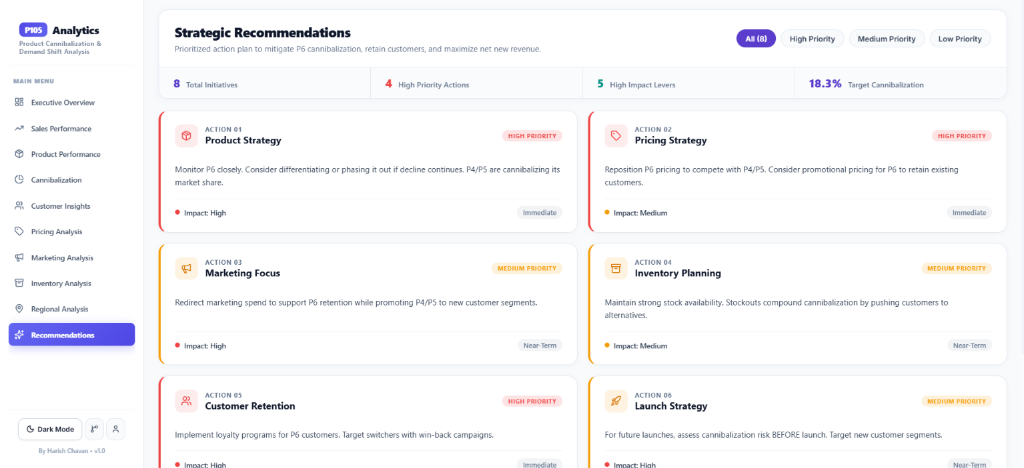 P105 Analytics
Product Cannibalization &
Demand Shift Analysis
MAIN MENU
Executive Overview
Sales Performance
Product Performance
Cannibalization
Customer Insights
Pricing Analysis
Marketing Analysis
Inventory Analysis
Regional Analysis
Recommendations
Dark Mode
By Harish Chavan • v1.0
Strategic Recommendations
Prioritized action plan to mitigate P6 cannibalization, retain customers, and maximize net new revenue.
All (8)
High Priority
Medium Priority
Low Priority
8 Total Initiatives
4 High Priority Actions
5 High Impact Levers
18.3% Target Cannibalization
ACTION 01
Product Strategy
HIGH PRIORITY
Monitor P6 closely. Consider differentiating or phasing it out if decline continues. P4/P5 are cannibalizing its
market share.
Impact: High
Immediate
ACTION 02
Pricing Strategy
HIGH PRIORITY
Reposition P6 pricing to compete with P4/P5. Consider promotional pricing for P6 to retain existing
customers.
Impact: Medium
Immediate
ACTION 03
Marketing Focus
MEDIUM PRIORITY
Redirect marketing spend to support P6 retention while promoting P4/P5 to new customer segments.
Impact: High
Near-Term
ACTION 04
Inventory Planning
MEDIUM PRIORITY
Maintain strong stock availability. Stockouts compound cannibalization by pushing customers to
alternatives.
Impact: Medium
Near-Term
ACTION 05
Customer Retention
HIGH PRIORITY
Implement loyalty programs for P6 customers. Target switchers with win-back campaigns.
Impact: High
Immediate
ACTION 06
Launch Strategy
MEDIUM PRIORITY
For future launches, assess cannibalization risk BEFORE launch. Target new customer segments.
Impact: High
Near-Term